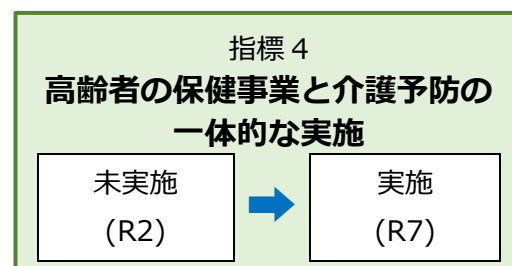 指標４
高齢者の保健事業と介護予防の
一体的な実施
未実施
(R2)
実施
(R7)